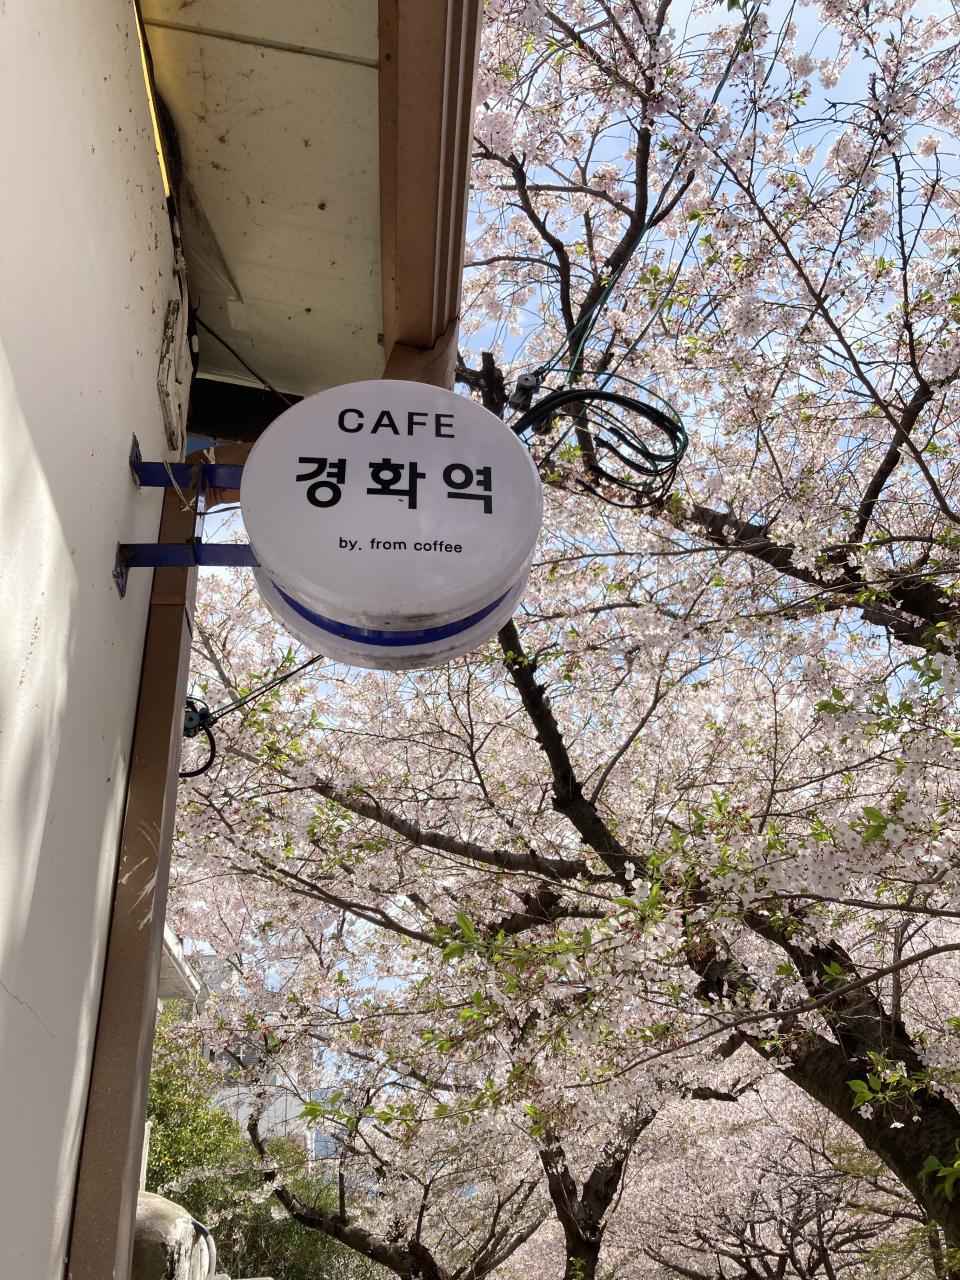 CAFE
경화역
by. from coffee